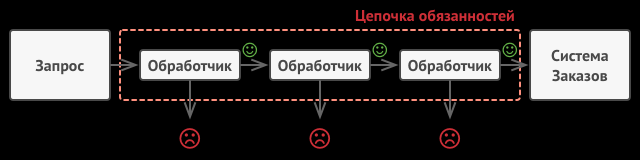 Цепочка обязанностей
Запрос
Обработчик
Обработчик
Обработчик
Система
Заказов